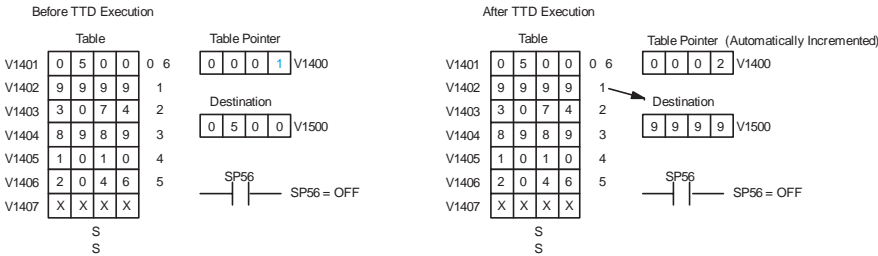 Before TTD Execution
Table
Table Pointer
V1401 0 5 0 0 0 6
0 0 0 1 V1400
V1402 9 9 9 9 1
V1403 3 0 7 4 2
Destination
V1404 8 9 8 9 3
0 5 0 0 V1500
V1405 1 0 1 0 4
V1406 2 0 4 6 5
SP56
SP56 = OFF
V1407 X X X X
S
S
After TTD Execution
Table
Table Pointer (Automatically Incremented)
V1401 0 5 0 0 0 6
0 0 0 2 V1400
V1402 9 9 9 9 1
V1403 3 0 7 4 2
Destination
V1404 8 9 8 9 3
9 9 9 9 V1500
V1405 1 0 1 0 4
V1406 2 0 4 6 5
SP56
SP56 = OFF
V1407 X X X X
S
S